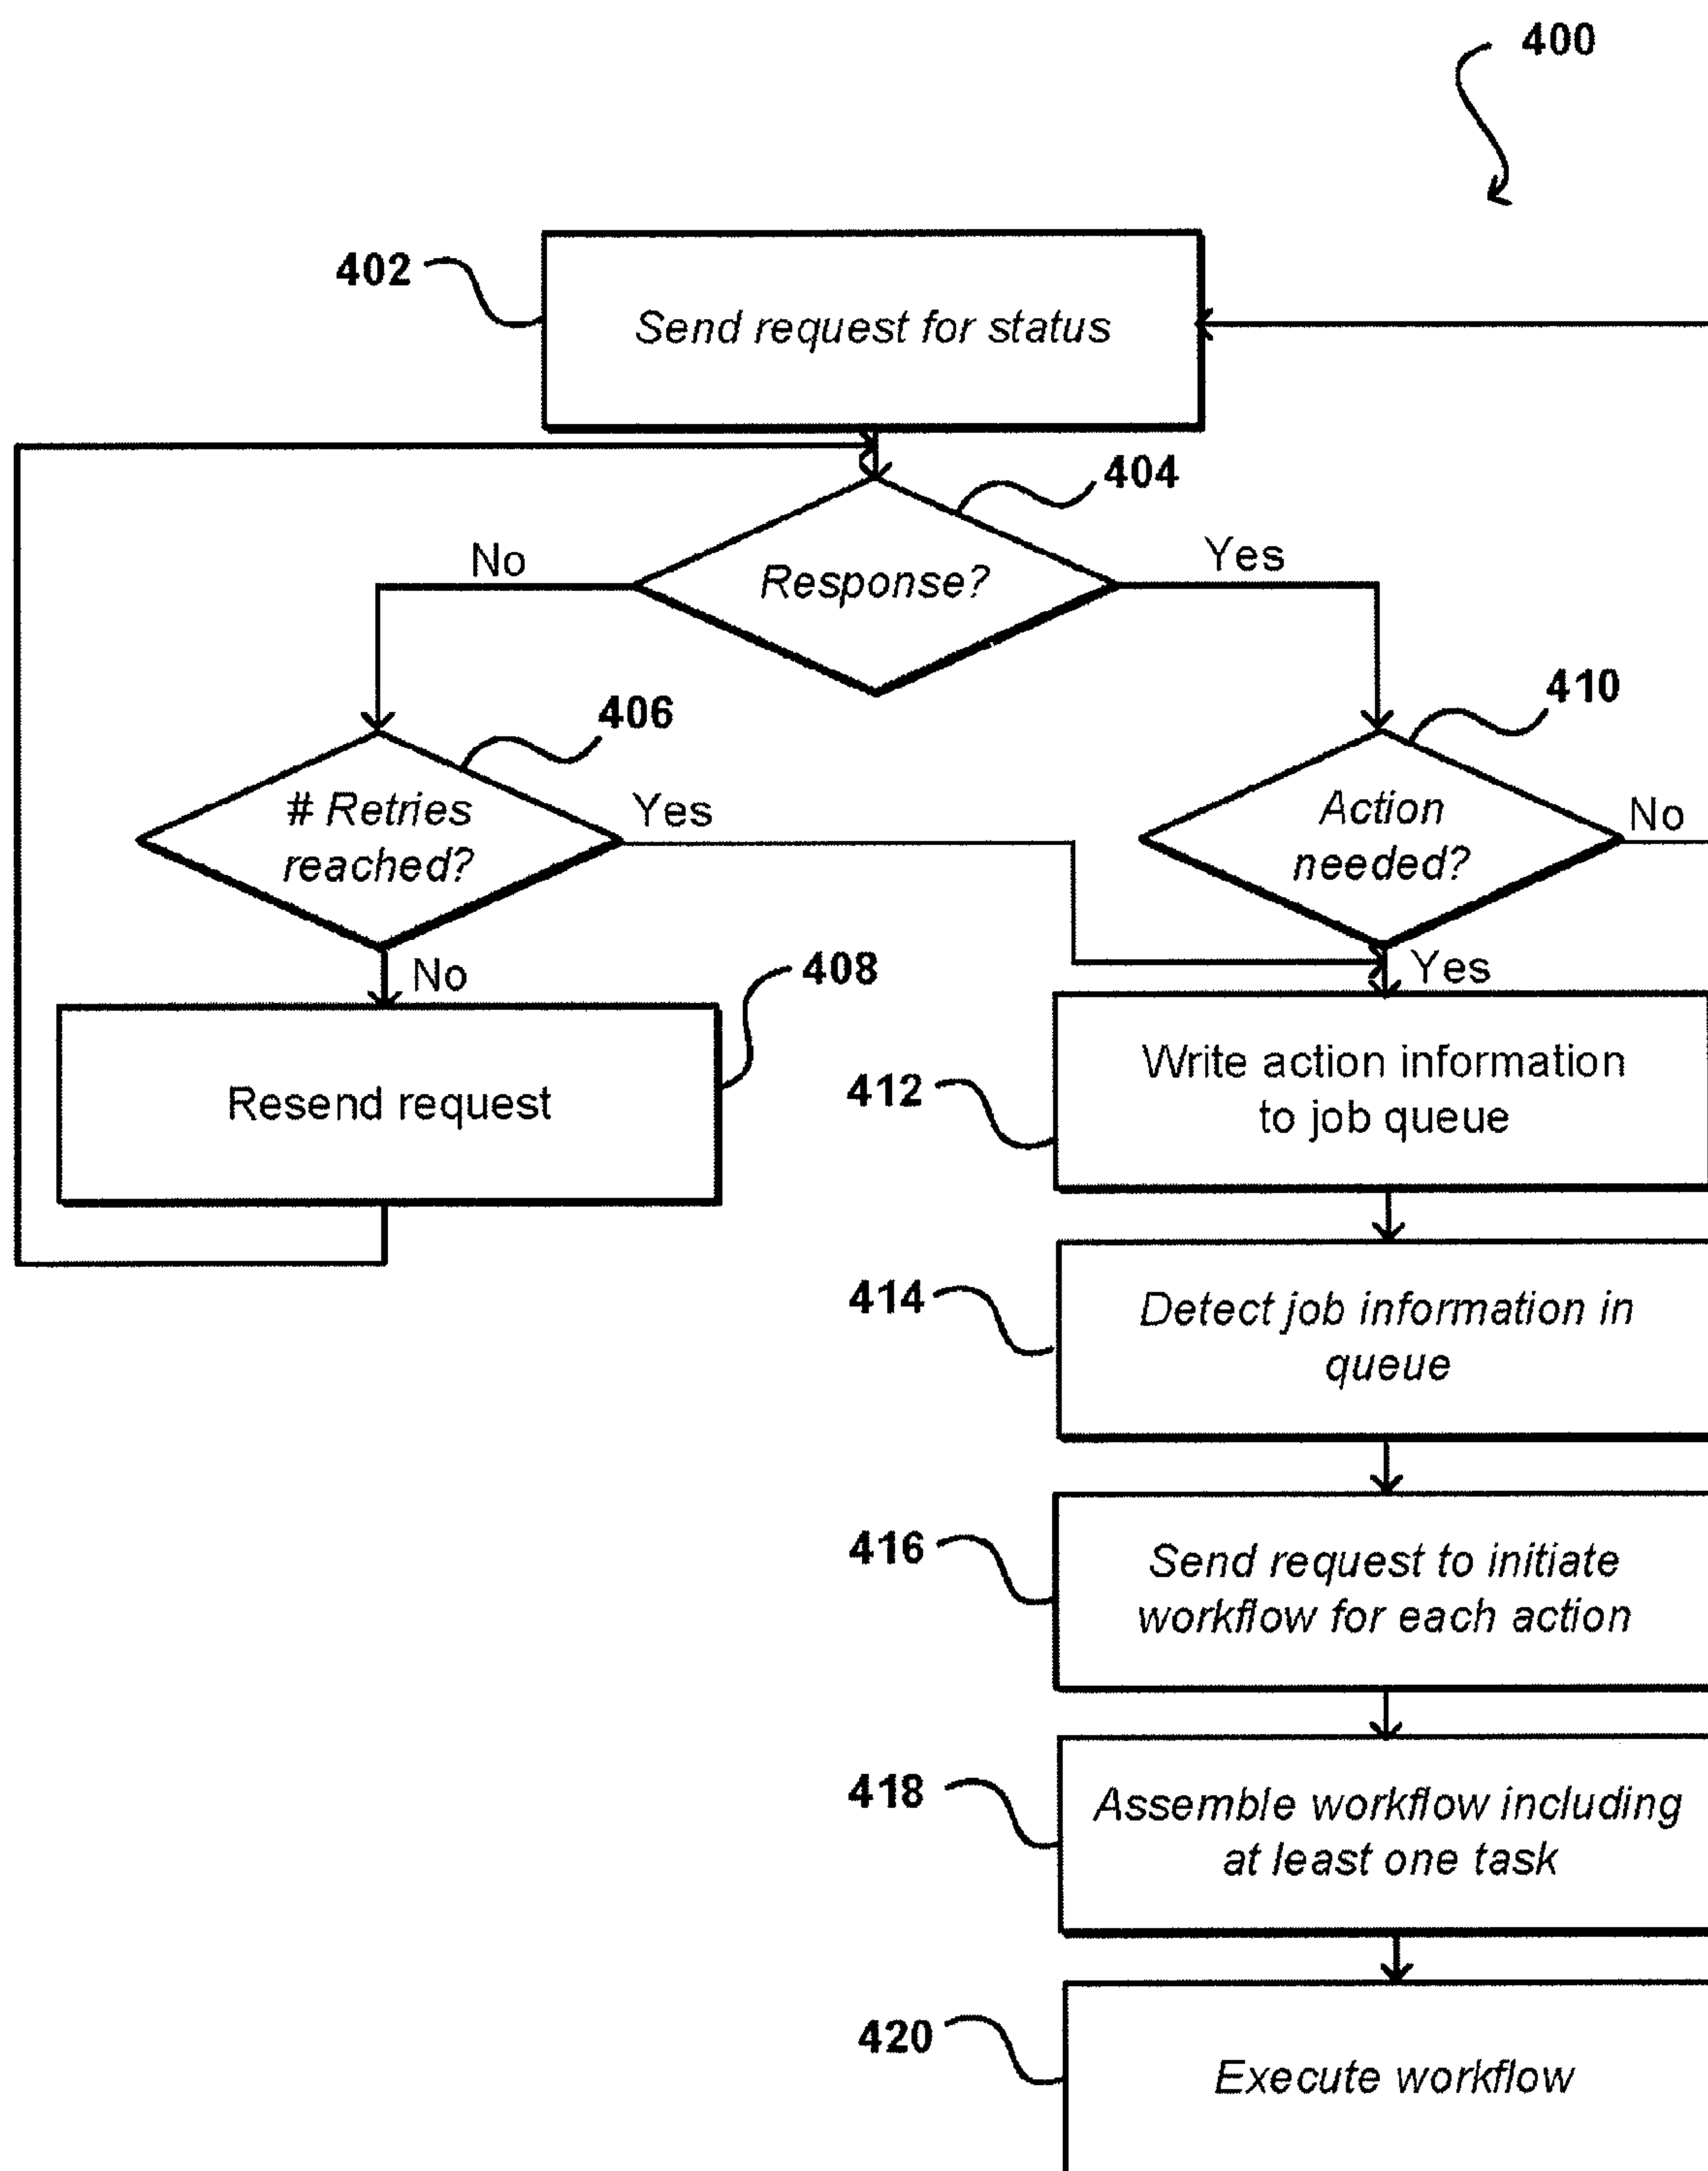 400
402
Send request for status
404
No
Yes
Response?
410
406
# Retries
reached?
Yes
Action
needed?
No
No
Yes
408
Resend request
412
Write action information
to job queue
414
Detect job information in
queue
416
Send request to initiate
workflow for each action
418
Assemble workflow including
at least one task
420
Execute workflow